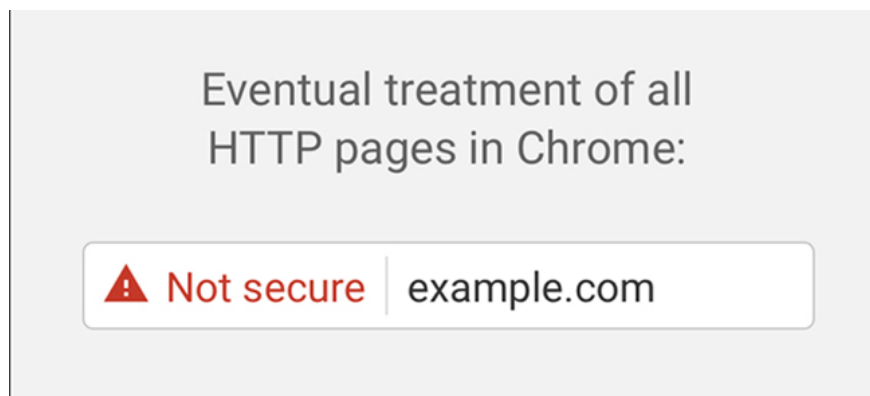 Eventual treatment of all
HTTP pages in Chrome:
Not secure example.com